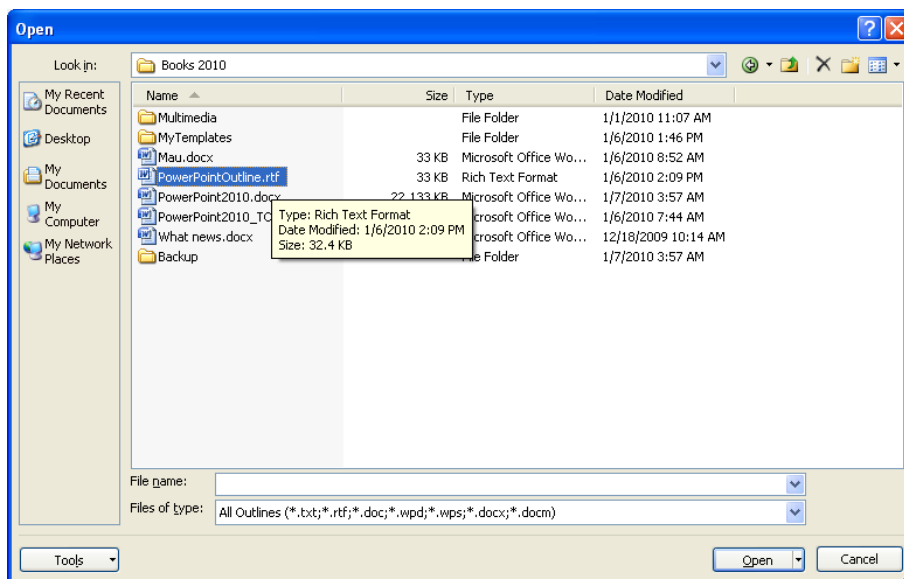 Open
Look in: Books 2010
My Recent
Documents
Desktop
My
Documents
My
Computer
My Network
Places
Name Size Type Date Modified
Multimedia File Folder 1/1/2010 11:07 AM
MyTemplates File Folder 1/6/2010 1:46 PM
Mau.docx 33 KB Microsoft Office Wo... 1/6/2010 8:52 AM
PowerPointOutline.rtf 33 KB Rich Text Format 1/6/2010 2:09 PM
PowerPoint2010.docx 22,133 KB Microsoft Office Wo... 1/7/2010 3:57 AM
PowerPoint2010_TC Microsoft Office Wo... 1/6/2010 7:44 AM
What news.docx Microsoft Office Wo... 12/18/2009 10:14 AM
Backup File Folder 1/7/2010 3:57 AM
Type: Rich Text Format
Date Modified: 1/6/2010 2:09 PM
Size: 32.4 KB
File name:
Files of type: All Outlines (*.txt;*.rtf;*.doc;*.wpd;*.wps;*.docx;*.docm)
Tools Open Cancel